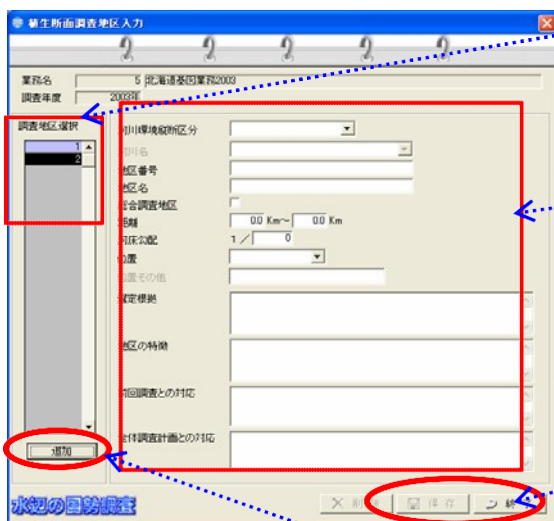 植生断面調査地区入力
業務名 5 北海道基図業務2003
調査年度 2003年
調査地区選択
1
2
河川環境縦断区分
河川名
地区番号
地区名
総合調査地区
距離 0.0 Km～ 0.0 Km
河床勾配 1／ 0
位置
位置その他
選定根拠
地区の特徴
前回調査との対応
全体調査計画との対応
追加
水辺の国勢調査
削
保存
終